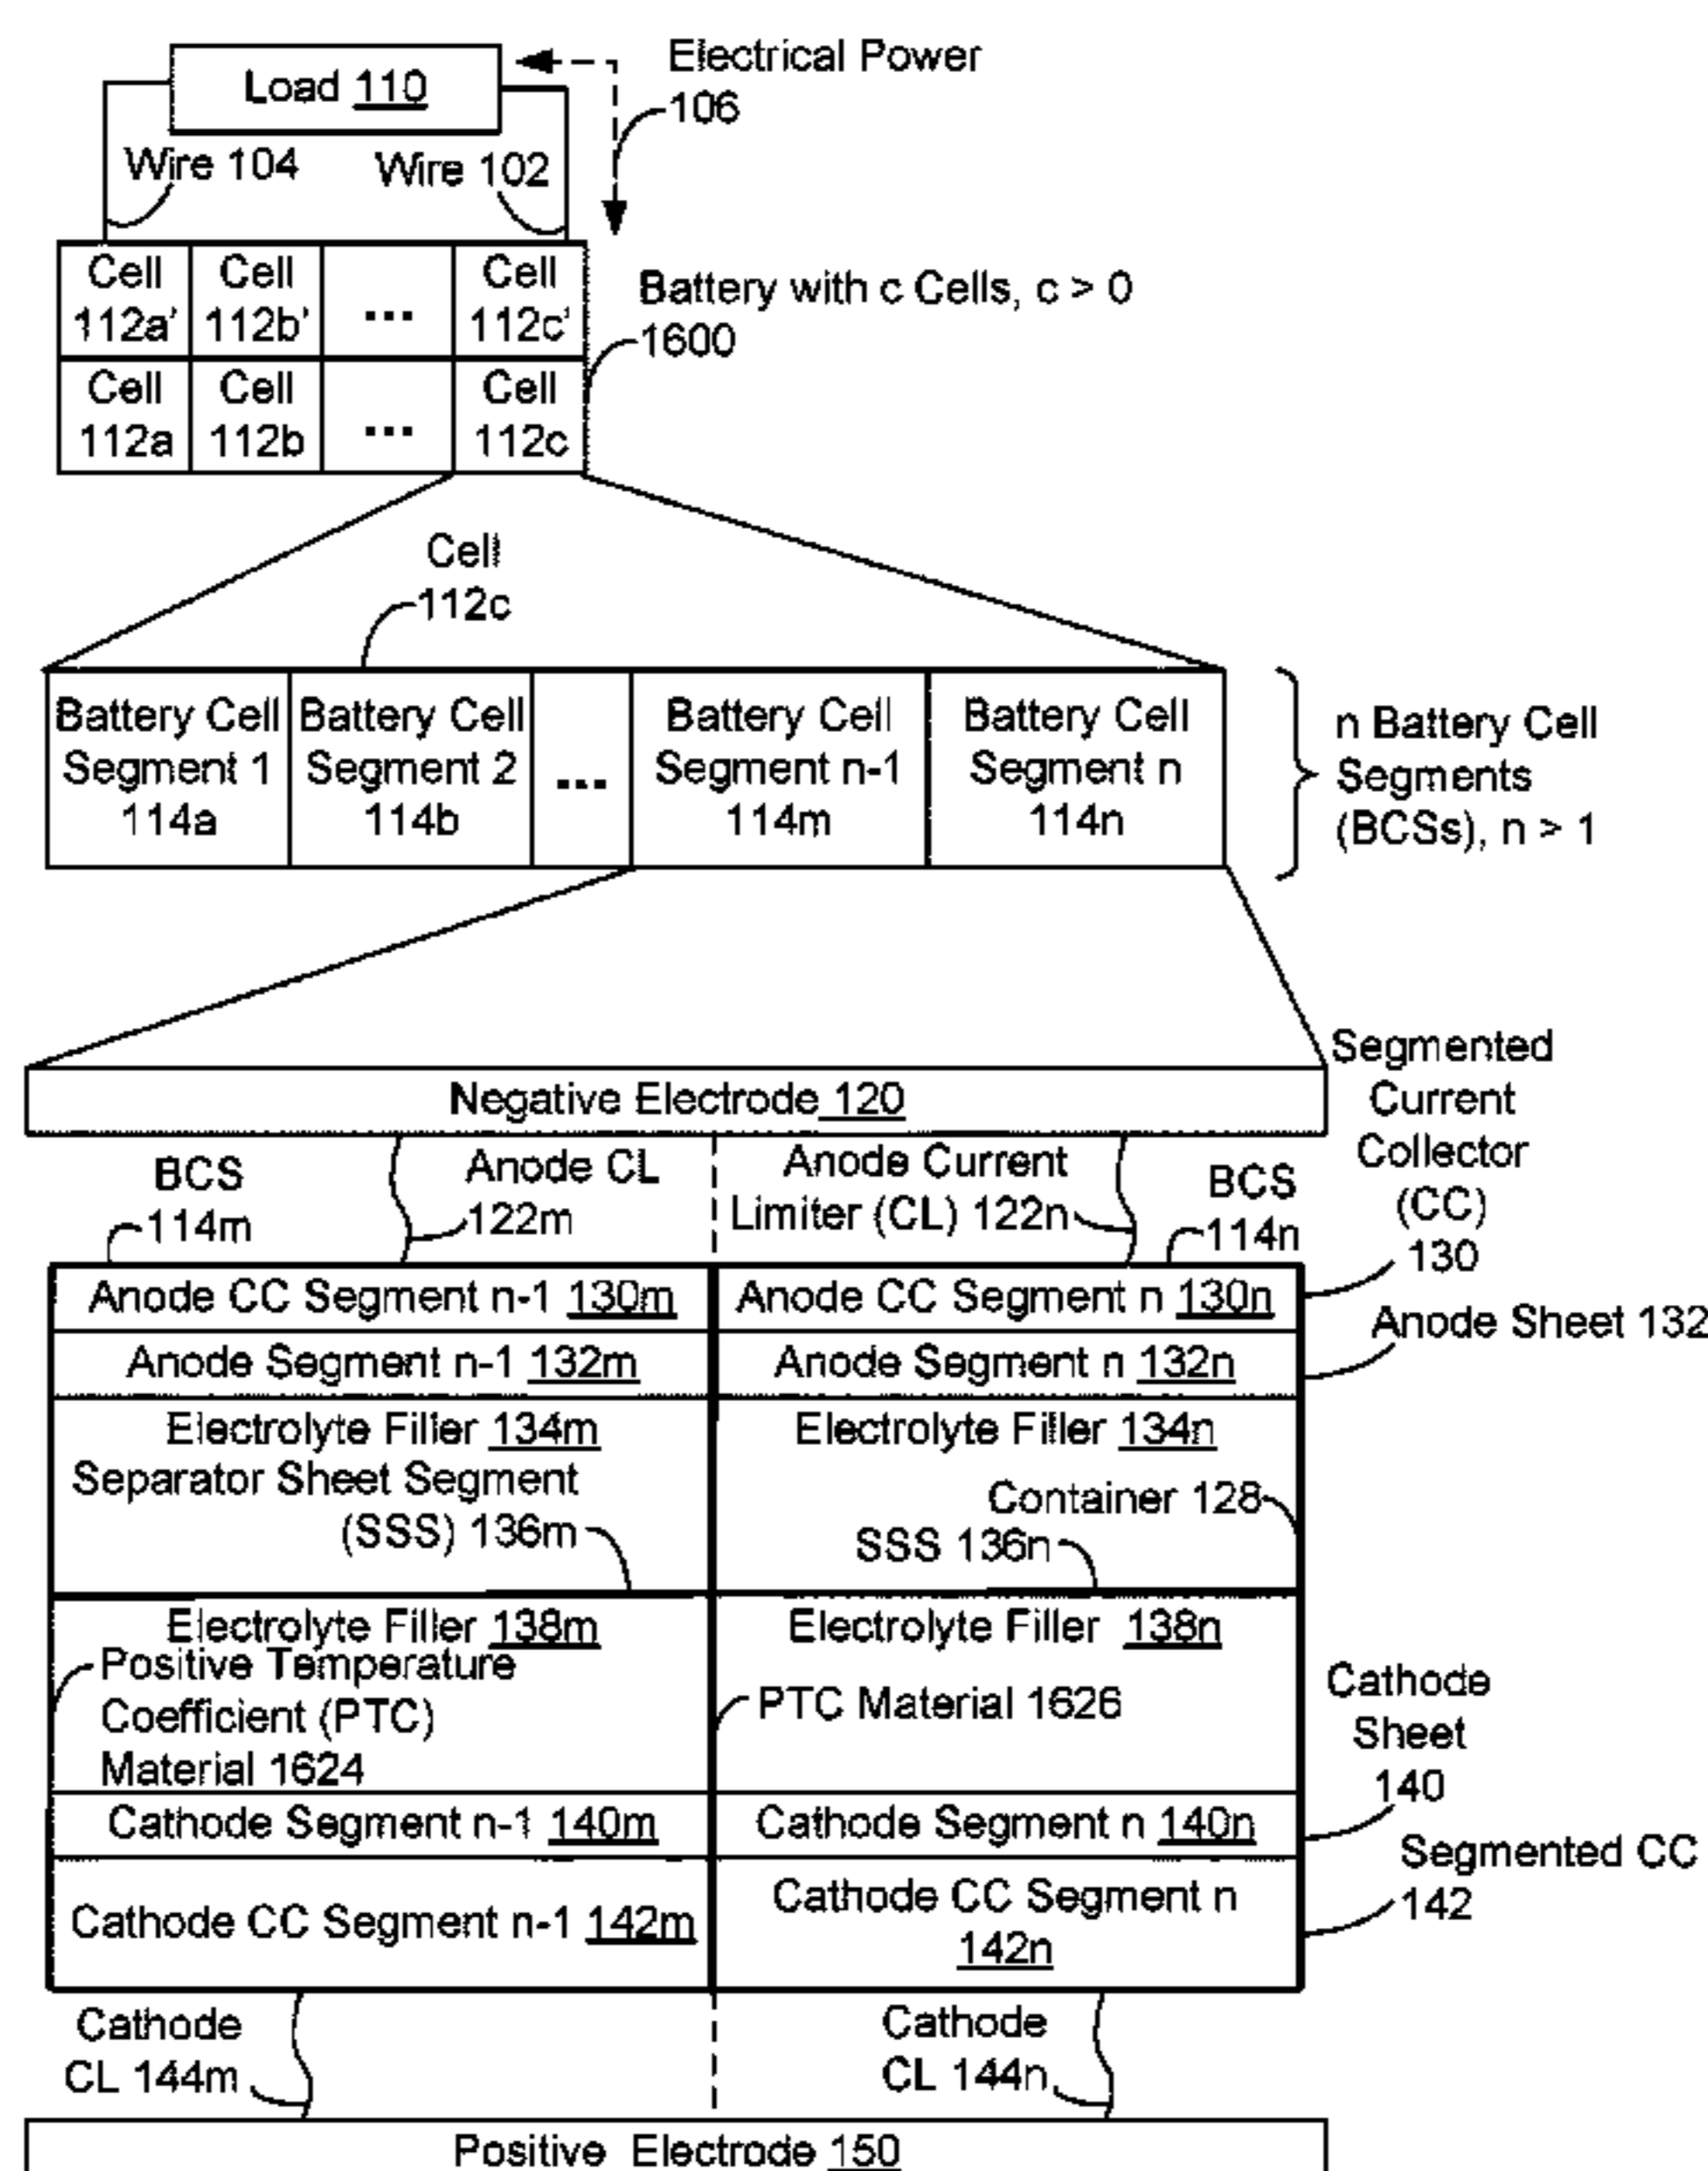 Load 110
Electrical Power
106
Wire 104
Wire 102
Cell
112a'
Cell
112b'
...
Cell
112c'
Battery with c Cells, c > 0
1600
Cell
112a
Cell
112b
...
Cell
112c
Cell
112c
Battery Cell
Segment 1
114a
Battery Cell
Segment 2
114b
...
Battery Cell
Segment n-1
114m
Battery Cell
Segment n
114n
n Battery Cell
Segments
(BCSs), n > 1
Negative Electrode 120
Segmented
Current
Collector
(CC)
130
BCS
114m
Anode CL
122m
Anode Current
Limiter (CL) 122n
BCS
114n
Anode CC Segment n-1 130m
Anode CC Segment n 130n
Anode Sheet 132
Anode Segment n-1 132m
Anode Segment n 132n
Electrolyte Filler 134m
Separator Sheet Segment
(SSS) 136m
Electrolyte Filler 134n
Container 128
SSS 136n
Electrolyte Filler 138m
Positive Temperature
Coefficient (PTC)
Material 1624
Electrolyte Filler 138n
PTC Material 1626
Cathode
Sheet
140
Cathode Segment n-1 140m
Cathode Segment n 140n
Segmented CC
142
Cathode CC Segment n-1 142m
Cathode CC Segment n
142n
Cathode
CL 144m
Cathode
CL 144n
Positive Electrode 150